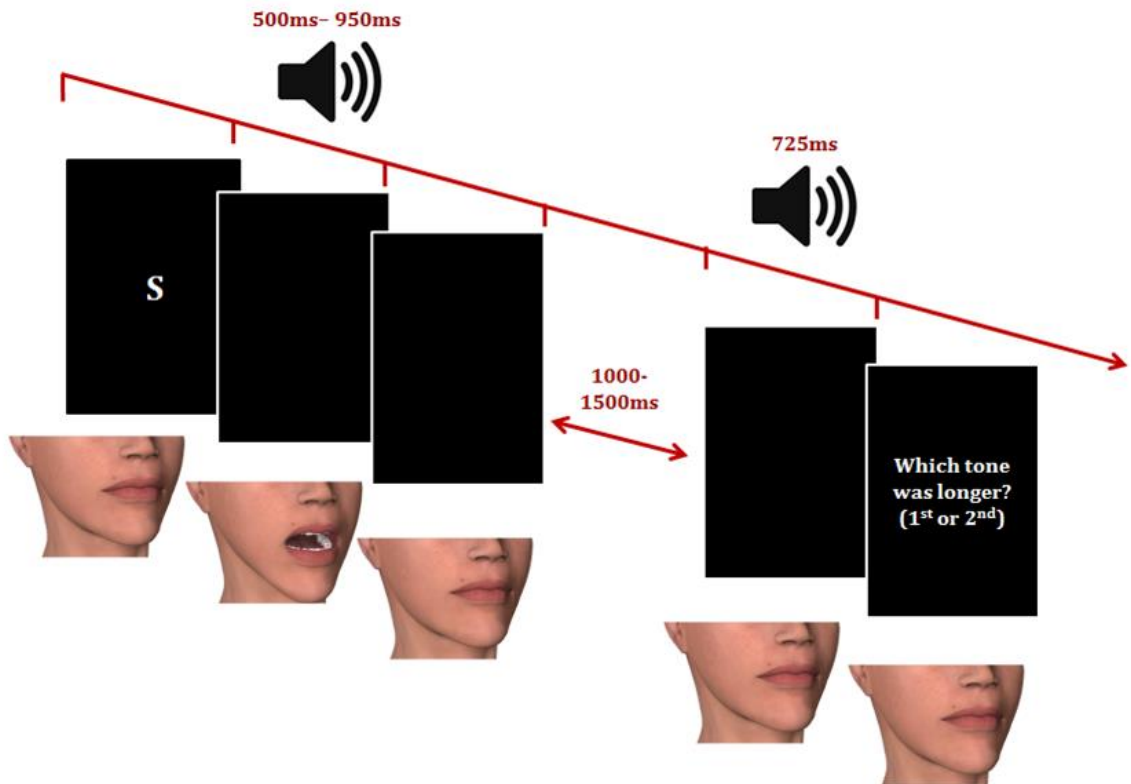 500ms– 950ms
725ms
S
1000-
1500ms
Which tone
was longer?
(1st or 2nd)